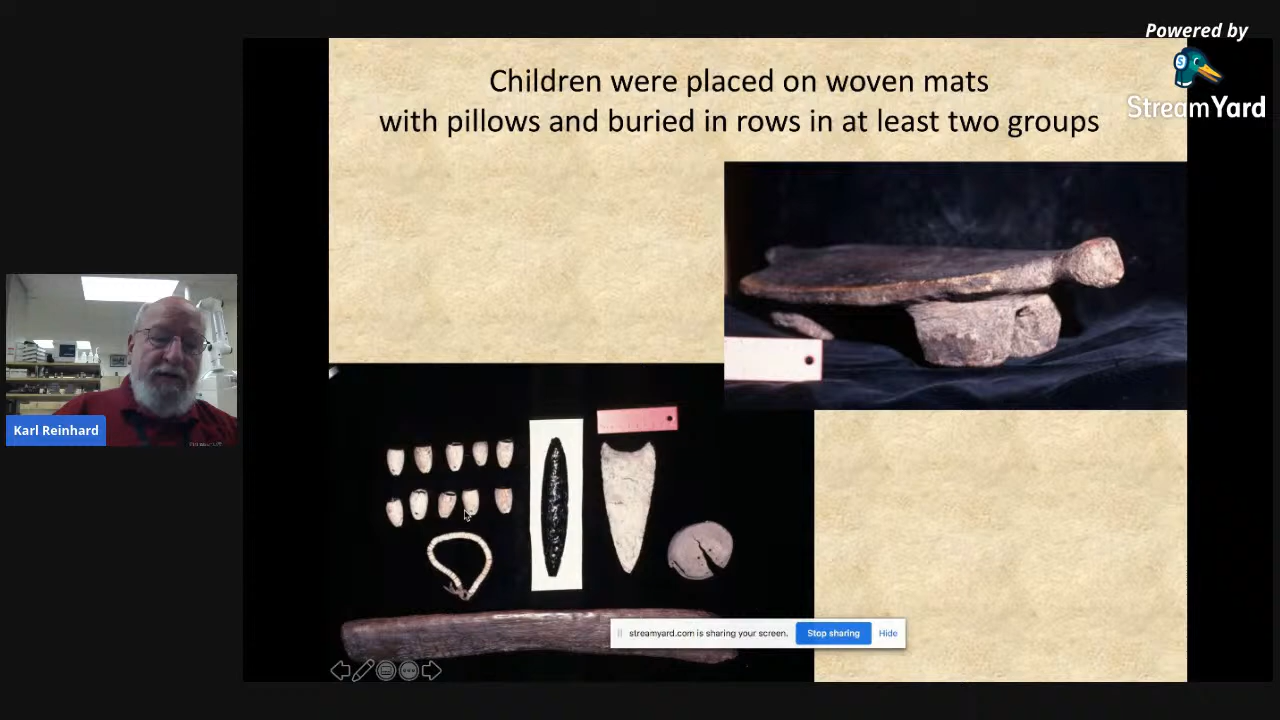 Powered by
StreamYard
Children were placed on woven mats
with pillows and buried in rows in at least two groups
Karl Reinhard
streamyard.com is sharing your screen.
Stop sharing
Hide